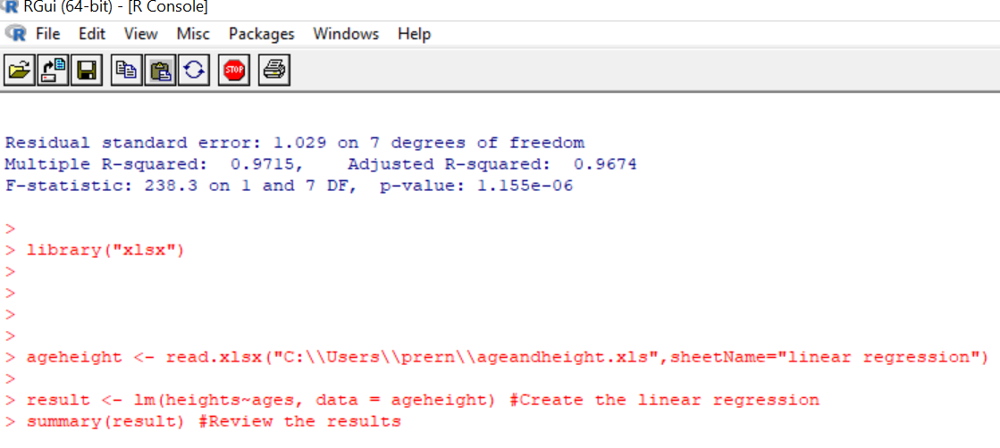 RGui (64-bit) - [R Console]
File Edit View Misc Packages Windows Help
STOP
Residual standard error: 1.029 on 7 degrees of freedom
Multiple R-squared:  0.9715,    Adjusted R-squared:  0.9674
F-statistic: 238.3 on 1 and 7 DF,  p-value: 1.155e-06
>
> library("xlsx")
>
>
>
>
> ageheight <- read.xlsx("C:\\Users\\prern\\ageandheight.xls",sheetName="linear regression")
>
> result <- lm(heights~ages, data = ageheight) #Create the linear regression
> summary(result) #Review the results